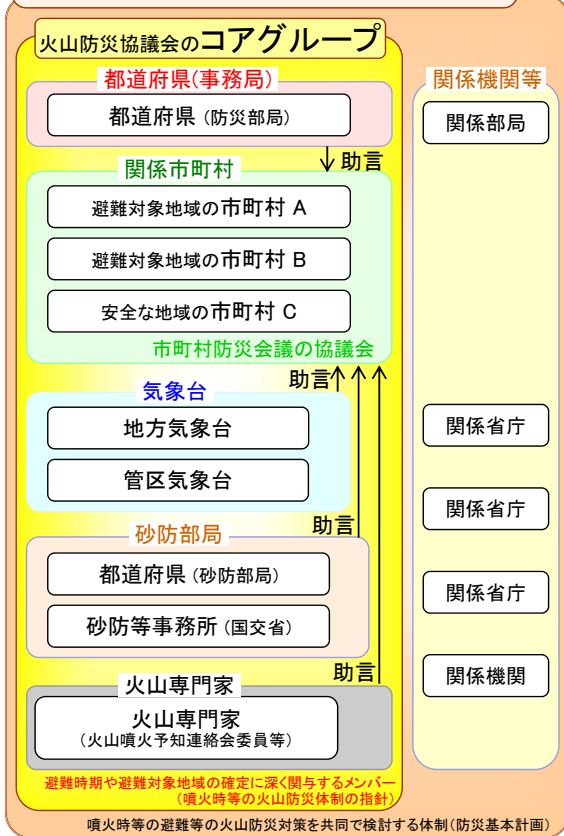 火山防災協議会のコアグループ
都道府県(事務局)
都道府県 (防災部局)
助言
関係市町村
避難対象地域の市町村 A
避難対象地域の市町村 B
安全な地域の市町村 C
市町村防災会議の協議会
助言
気象台
地方気象台
管区気象台
助言
砂防部局
都道府県 (砂防部局)
砂防等事務所 (国交省)
助言
火山専門家
火山専門家
(火山噴火予知連絡会委員等)
避難時期や避難対象地域の確定に深く関与するメンバー
(噴火時等の火山防災体制の指針)
関係機関等
関係部局
関係省庁
関係省庁
関係省庁
関係機関
噴火時等の避難等の火山防災対策を共同で検討する体制(防災基本計画)